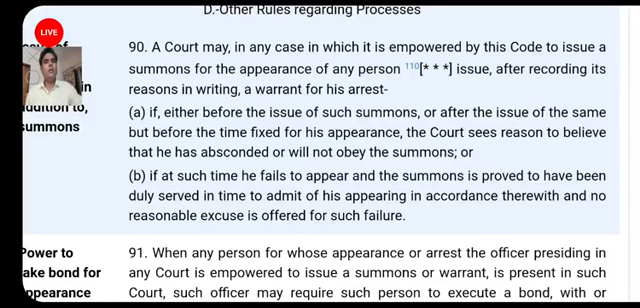 D.-Other Rules regarding Processes
LIVE
in
addition to,
summons
90. A Court may, in any case in which it is empowered by this Code to issue a
summons for the appearance of any person 110[* * *] issue, after recording its
reasons in writing, a warrant for his arrest-
(a) if, either before the issue of such summons, or after the issue of the same
but before the time fixed for his appearance, the Court sees reason to believe
that he has absconded or will not obey the summons; or
(b) if at such time he fails to appear and the summons is proved to have been
duly served in time to admit of his appearing in accordance therewith and no
reasonable excuse is offered for such failure.
Power to
ake bond for
ppearance
91. When any person for whose appearance or arrest the officer presiding in
any Court is empowered to issue a summons or warrant, is present in such
Court, such officer may require such person to execute a bond, with or